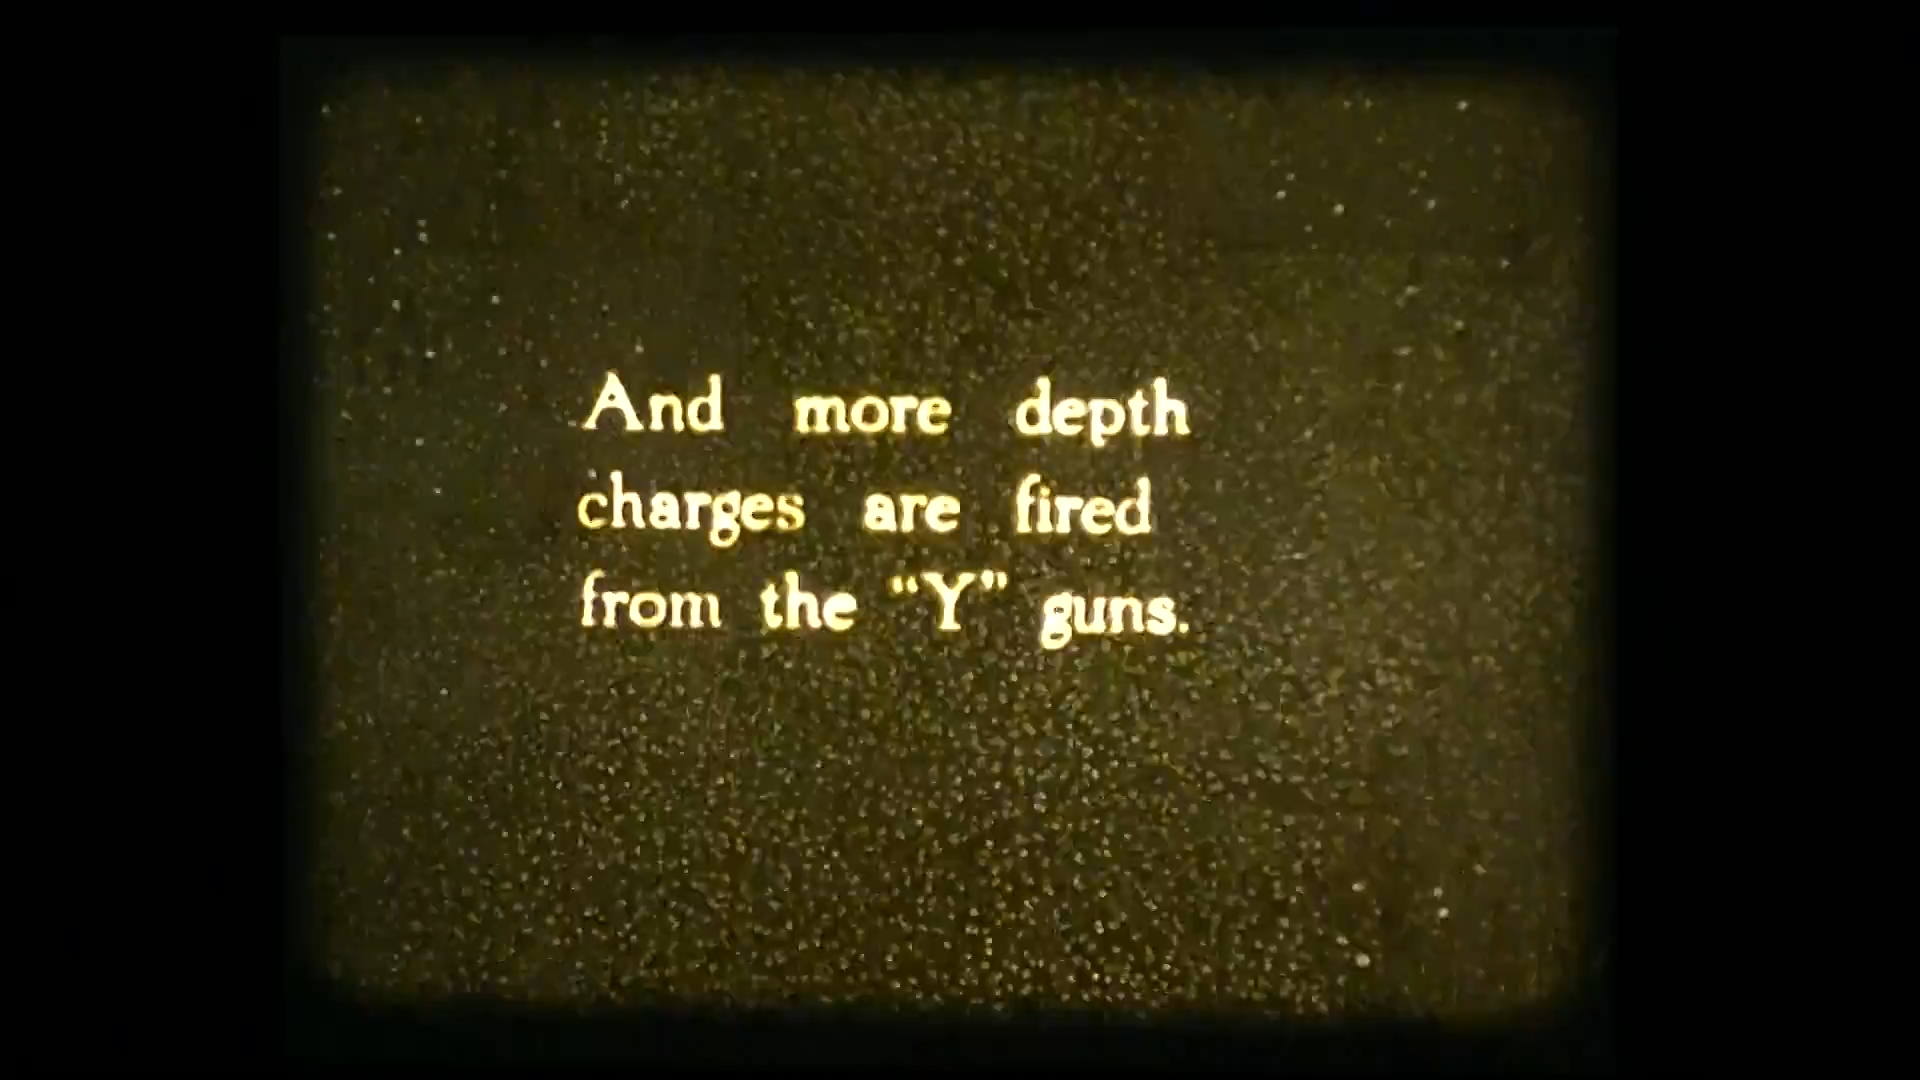 And more depth
charges are fired
from the “Y” guns.